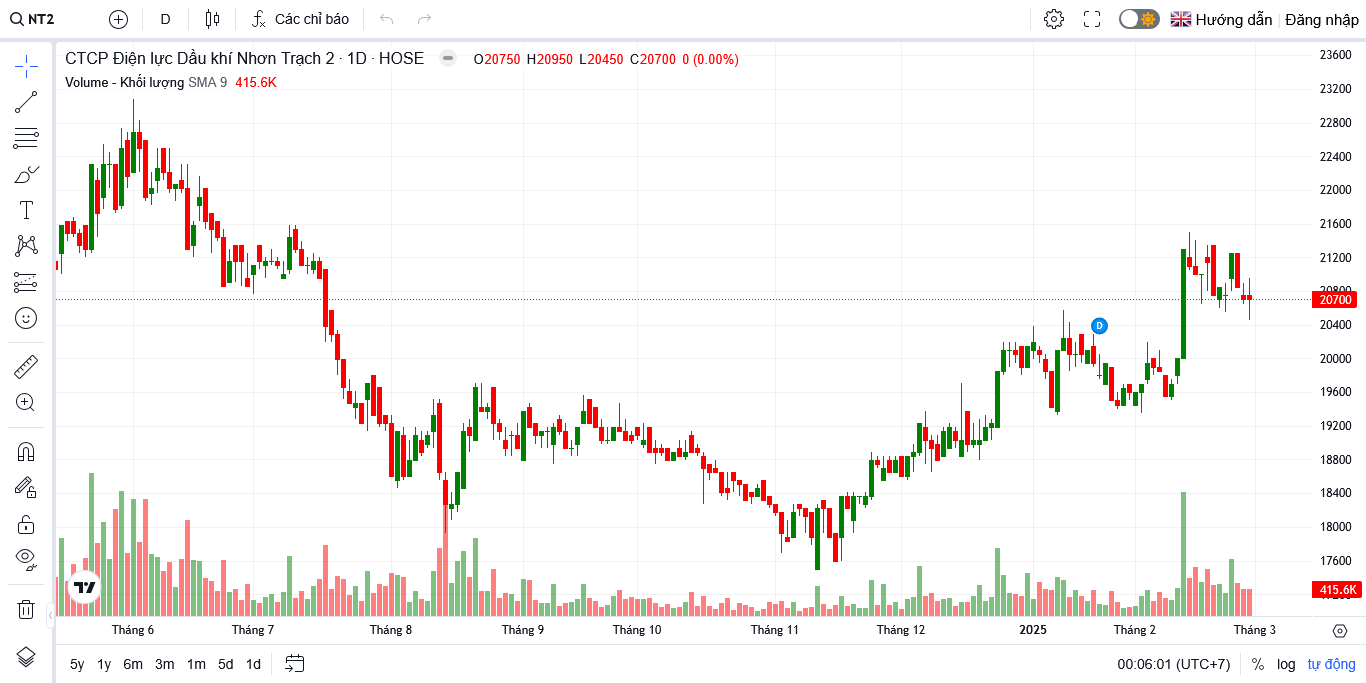 NT2 D Các chỉ báo Hướng dẫn Đăng nhập
CTCP Điện lực Dầu khí Nhơn Trạch 2 · 1D · HOSE O20750 H20950 L20450 C20700 0 (0.00%)
Volume - Khối lượng SMA 9 415.6K
23600
23200
22800
22400
22000
21600
21200
20800
20700
20400
20000
19600
19200
18800
18400
18000
17600
415.6K
D
Tháng 6 Tháng 7 Tháng 8 Tháng 9 Tháng 10 Tháng 11 Tháng 12 2025 Tháng 2 Tháng 3
5y 1y 6m 3m 1m 5d 1d 00:06:01 (UTC+7) % log tự động